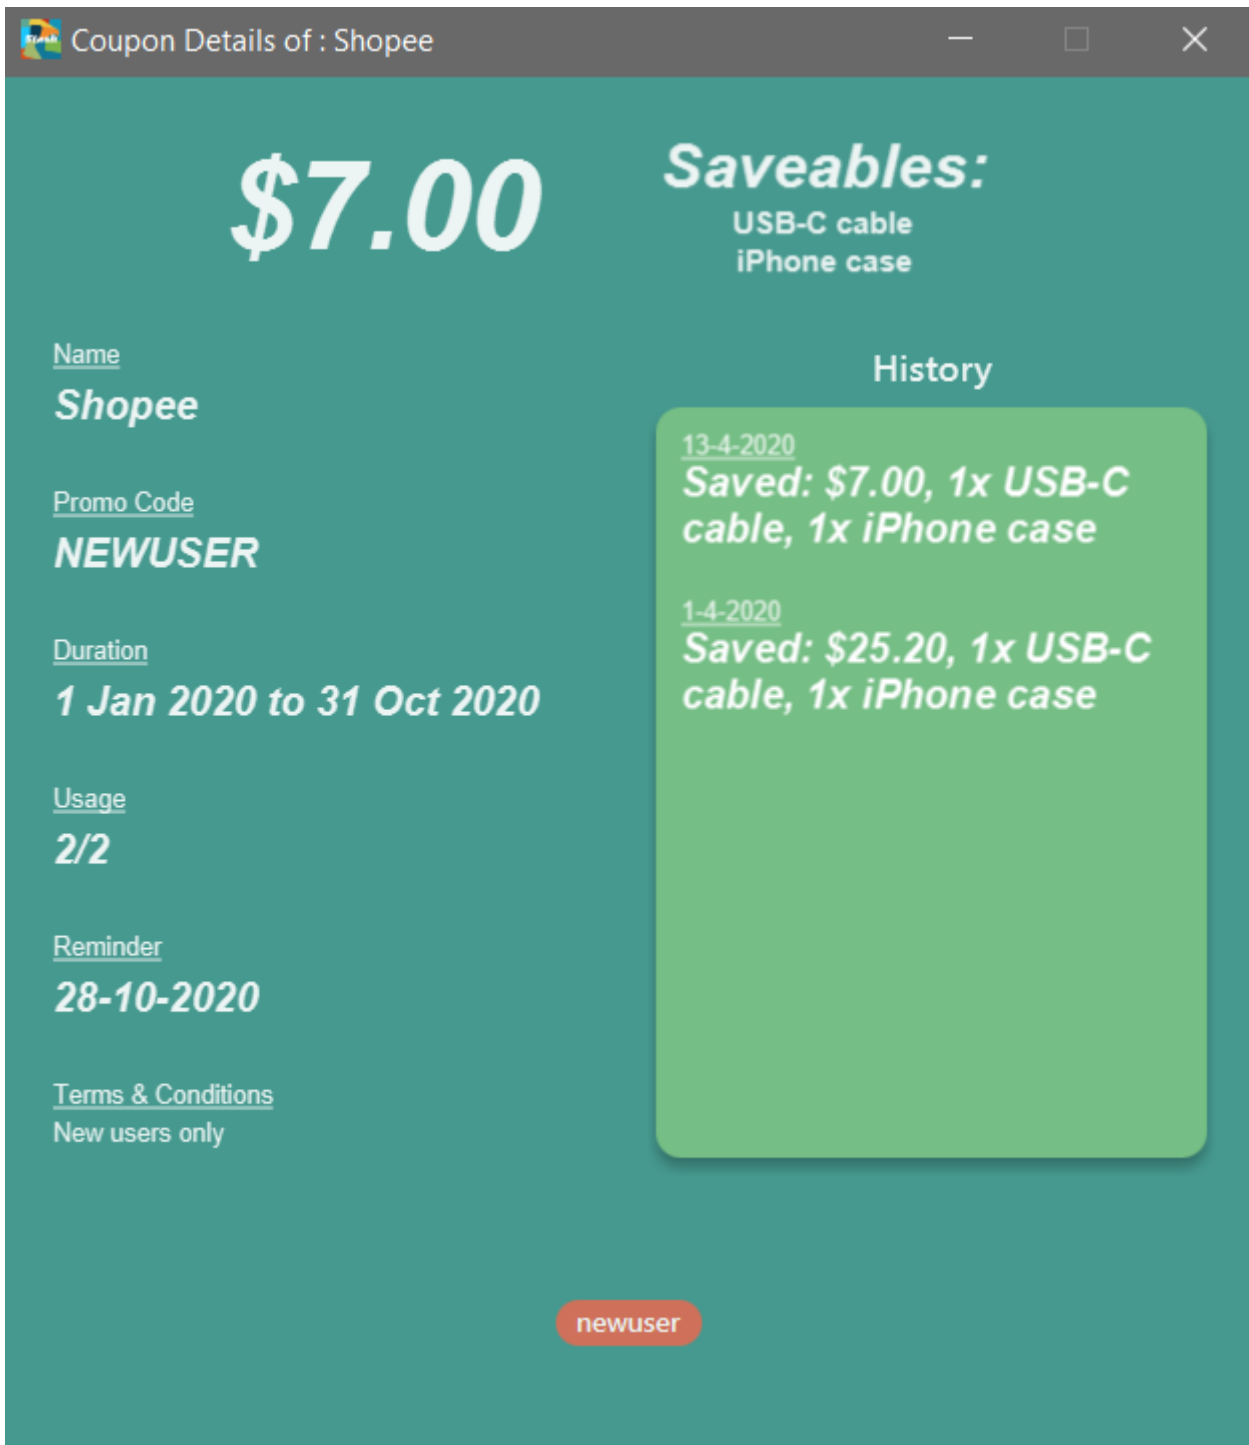 Stash
Coupon Details of : Shopee
$7.00
Saveables:
USB-C cable
iPhone case
Name
Shopee
Promo Code
NEWUSER
Duration
1 Jan 2020 to 31 Oct 2020
Usage
2/2
Reminder
28-10-2020
Terms & Conditions
New users only
History
13-4-2020
Saved: $7.00, 1x USB-C
cable, 1x iPhone case
1-4-2020
Saved: $25.20, 1x USB-C
cable, 1x iPhone case
newuser